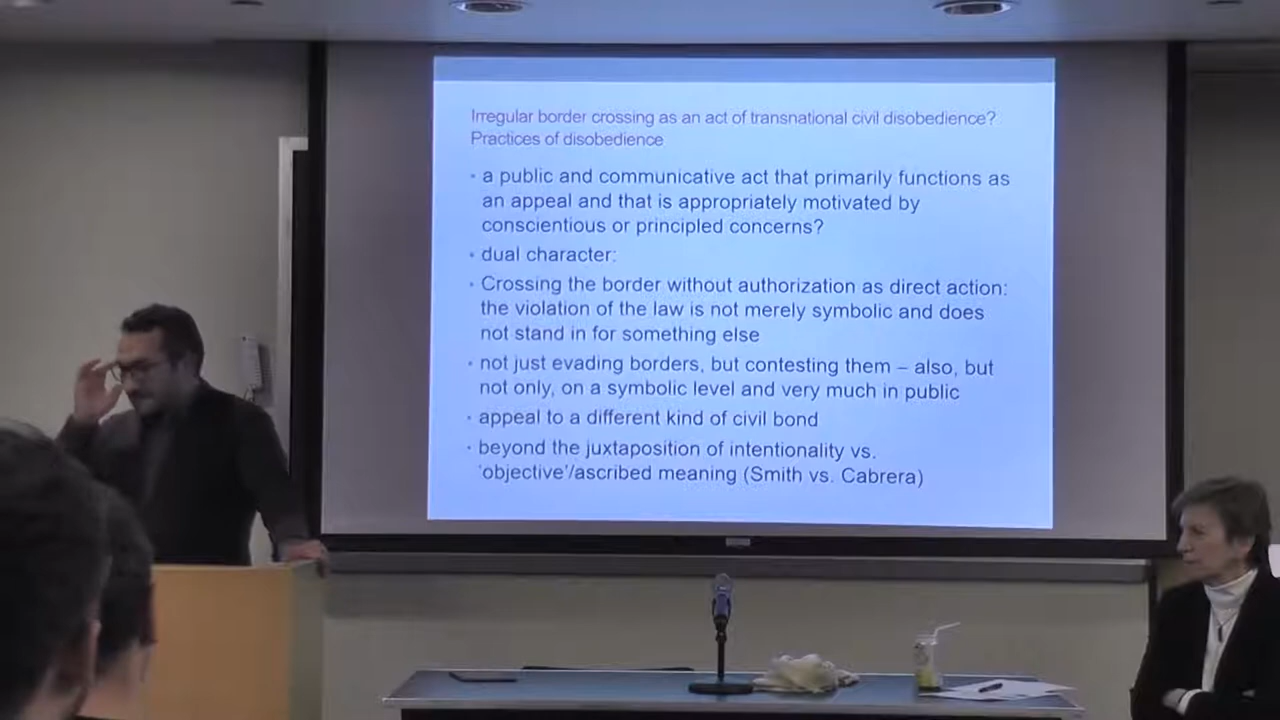 Irregular border crossing as an act of transnational civil disobedience?
Practices of disobedience
• a public and communicative act that primarily functions as
an appeal and that is appropriately motivated by
conscientious or principled concerns?
• dual character:
• Crossing the border without authorization as direct action:
the violation of the law is not merely symbolic and does
not stand in for something else
• not just evading borders, but contesting them – also, but
not only, on a symbolic level and very much in public
• appeal to a different kind of civil bond
• beyond the juxtaposition of intentionality vs.
‘objective’/ascribed meaning (Smith vs. Cabrera)